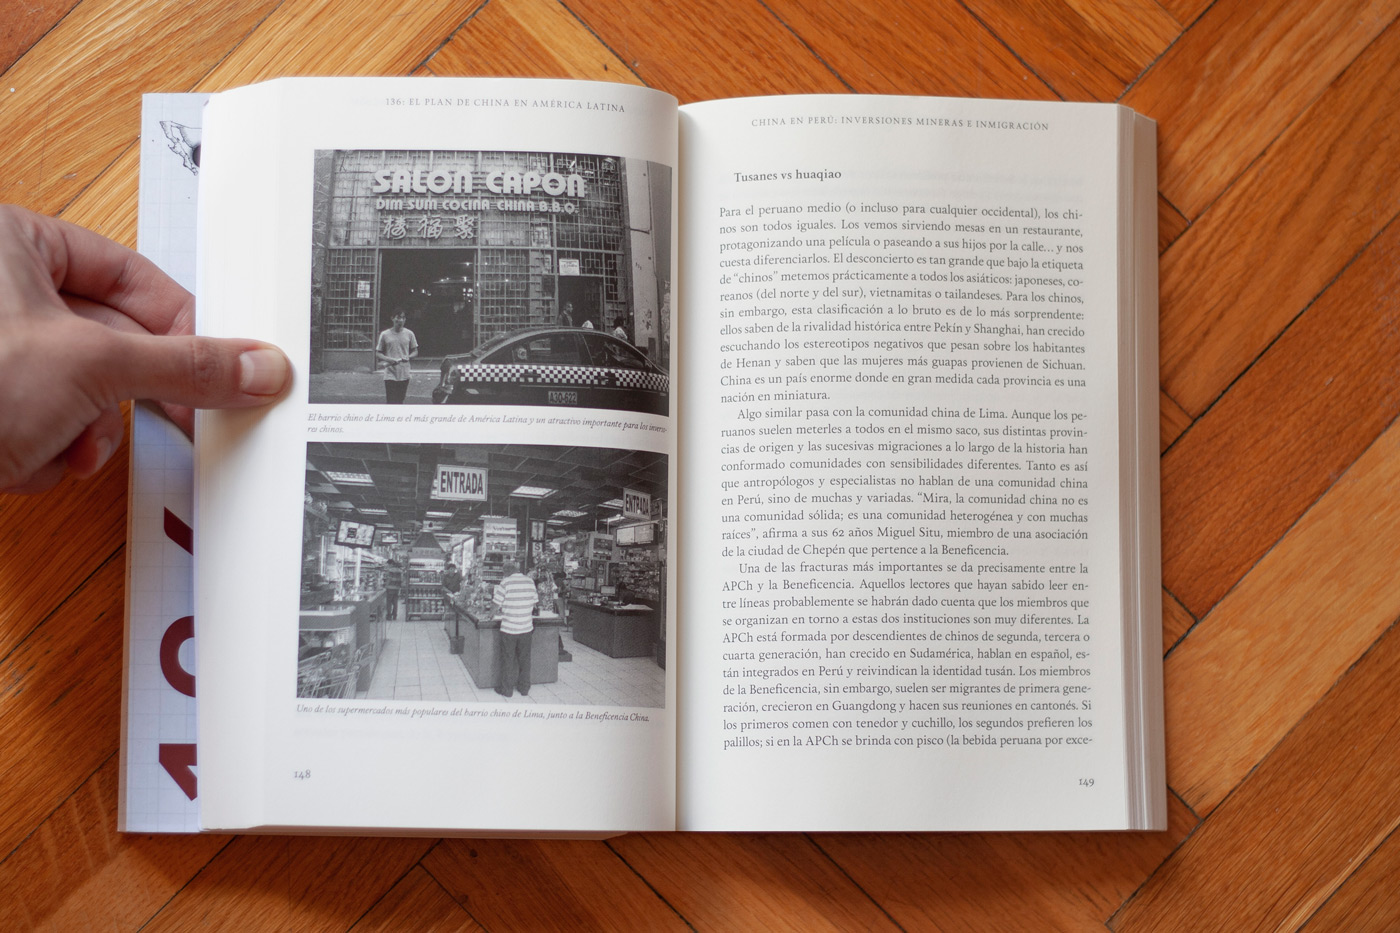 136: EL PLAN DE CHINA EN AMÉRICA LATINA
SALON CAPON
DIM SUM COCINA CHINA B.B.Q.
樓 涌 聚
A3Q-622
El barrio chino de Lima es el más grande de América Latina y un atractivo importante para los inverso-
res chinos.
ENTRADA
ENTRADA
Uno de los supermercados más populares del barrio chino de Lima, junto a la Beneficencia China.
148
CHINA EN PERÚ: INVERSIONES MINERAS E INMIGRACIÓN
Tusanes vs huaqiao
Para el peruano medio (o incluso para cualquier occidental), los chi-
nos son todos iguales. Los vemos sirviendo mesas en un restaurante,
protagonizando una película o paseando a sus hijos por la calle... y nos
cuesta diferenciarlos. El desconcierto es tan grande que bajo la etiqueta
de “chinos” metemos prácticamente a todos los asiáticos: japoneses, co-
reanos (del norte y del sur), vietnamitas o tailandeses. Para los chinos,
sin embargo, esta clasificación a lo bruto es de lo más sorprendente:
ellos saben de la rivalidad histórica entre Pekín y Shanghai, han crecido
escuchando los estereotipos negativos que pesan sobre los habitantes
de Henan y saben que las mujeres más guapas provienen de Sichuan.
China es un país enorme donde en gran medida cada provincia es una
nación en miniatura.
Algo similar pasa con la comunidad china de Lima. Aunque los pe-
ruanos suelen meterles a todos en el mismo saco, sus distintas provin-
cias de origen y las sucesivas migraciones a lo largo de la historia han
conformado comunidades con sensibilidades diferentes. Tanto es así
que antropólogos y especialistas no hablan de una comunidad china
en Perú, sino de muchas y variadas. “Mira, la comunidad china no es
una comunidad sólida; es una comunidad heterogénea y con muchas
raíces”, afirma a sus 62 años Miguel Situ, miembro de una asociación
de la ciudad de Chepén que pertence a la Beneficencia.
Una de las fracturas más importantes se da precisamente entre la
APCh y la Beneficencia. Aquellos lectores que hayan sabido leer en-
tre líneas probablemente se habrán dado cuenta que los miembros que
se organizan en torno a estas dos instituciones son muy diferentes. La
APCh está formada por descendientes de chinos de segunda, tercera o
cuarta generación, han crecido en Sudamérica, hablan en español, es-
tán integrados en Perú y reivindican la identidad tusán. Los miembros
de la Beneficencia, sin embargo, suelen ser migrantes de primera gene-
ración, crecieron en Guangdong y hacen sus reuniones en cantonés. Si
los primeros comen con tenedor y cuchillo, los segundos prefieren los
palillos; si en la APCh se brinda con pisco (la bebida peruana por exce-
149